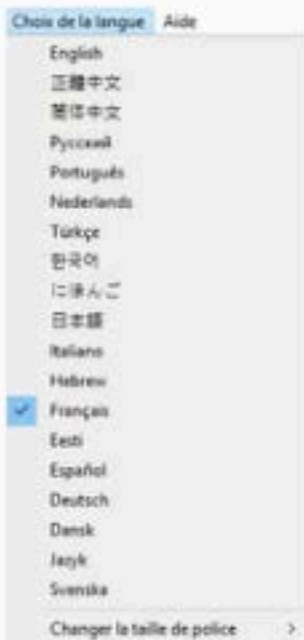 Choix de la langue Aide
English
正體中文
简体中文
Русский
Português
Nederlands
Türkçe
한국어
にほんご
日本語
Italiano
Hebrew
Français
Eesti
Español
Deutsch
Dansk
Jazyk
Svenska
Changer la taille de police